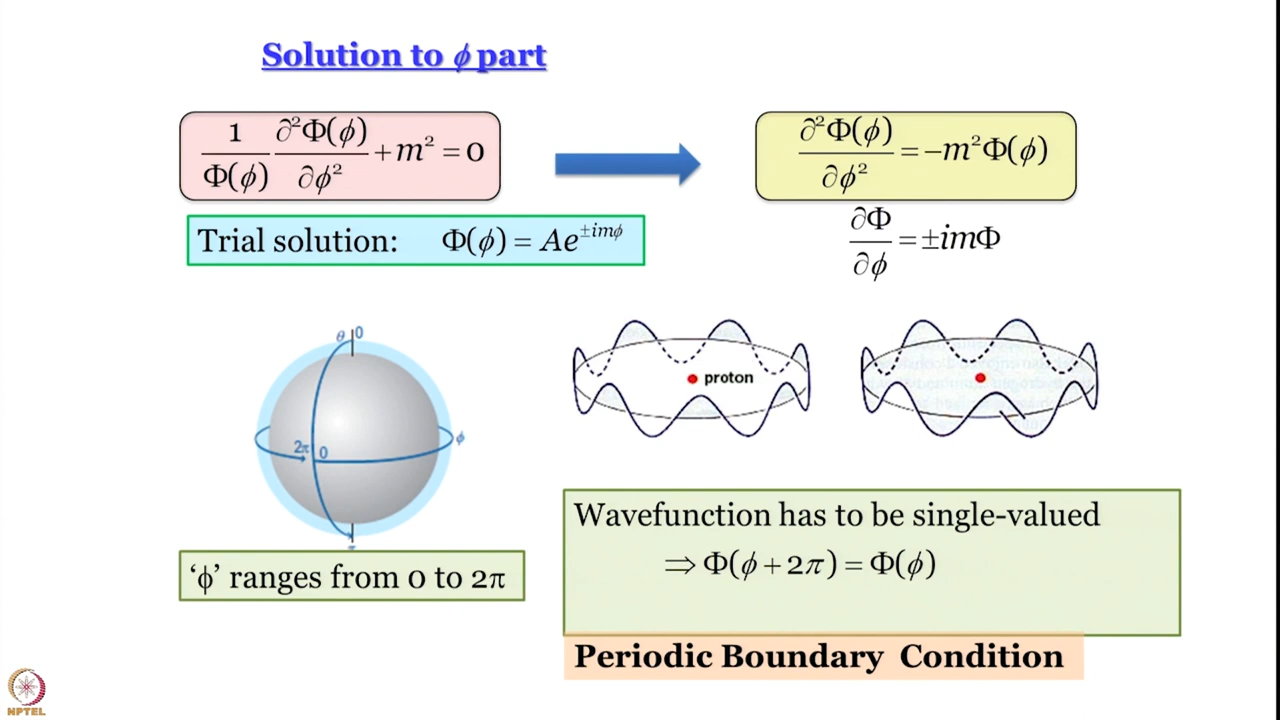 Solution to ϕ part
1/Φ(ϕ) ∂²Φ(ϕ)/∂ϕ² + m² = 0
∂²Φ(ϕ)/∂ϕ² = −m²Φ(ϕ)
Trial solution: Φ(ϕ) = Ae^{±imϕ}
∂Φ/∂ϕ = ±imΦ
θ 0
2π 0 ϕ
π
proton
'ϕ' ranges from 0 to 2π
Wavefunction has to be single-valued
⇒ Φ(ϕ + 2π) = Φ(ϕ)
Periodic Boundary Condition
NPTEL